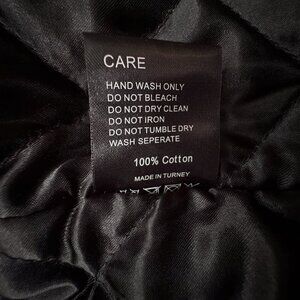 CARE
HAND WASH ONLY
DO NOT BLEACH
DO NOT DRY CLEAN
DO NOT IRON
DO NOT TUMBLE DRY
WASH SEPERATE
100% Cotton
MADE IN TURNEY